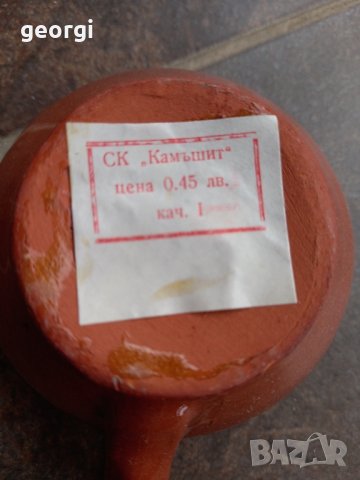 georgi
СК „Камъшит"
цена 0.45 лв.
кач. I
BAZAR